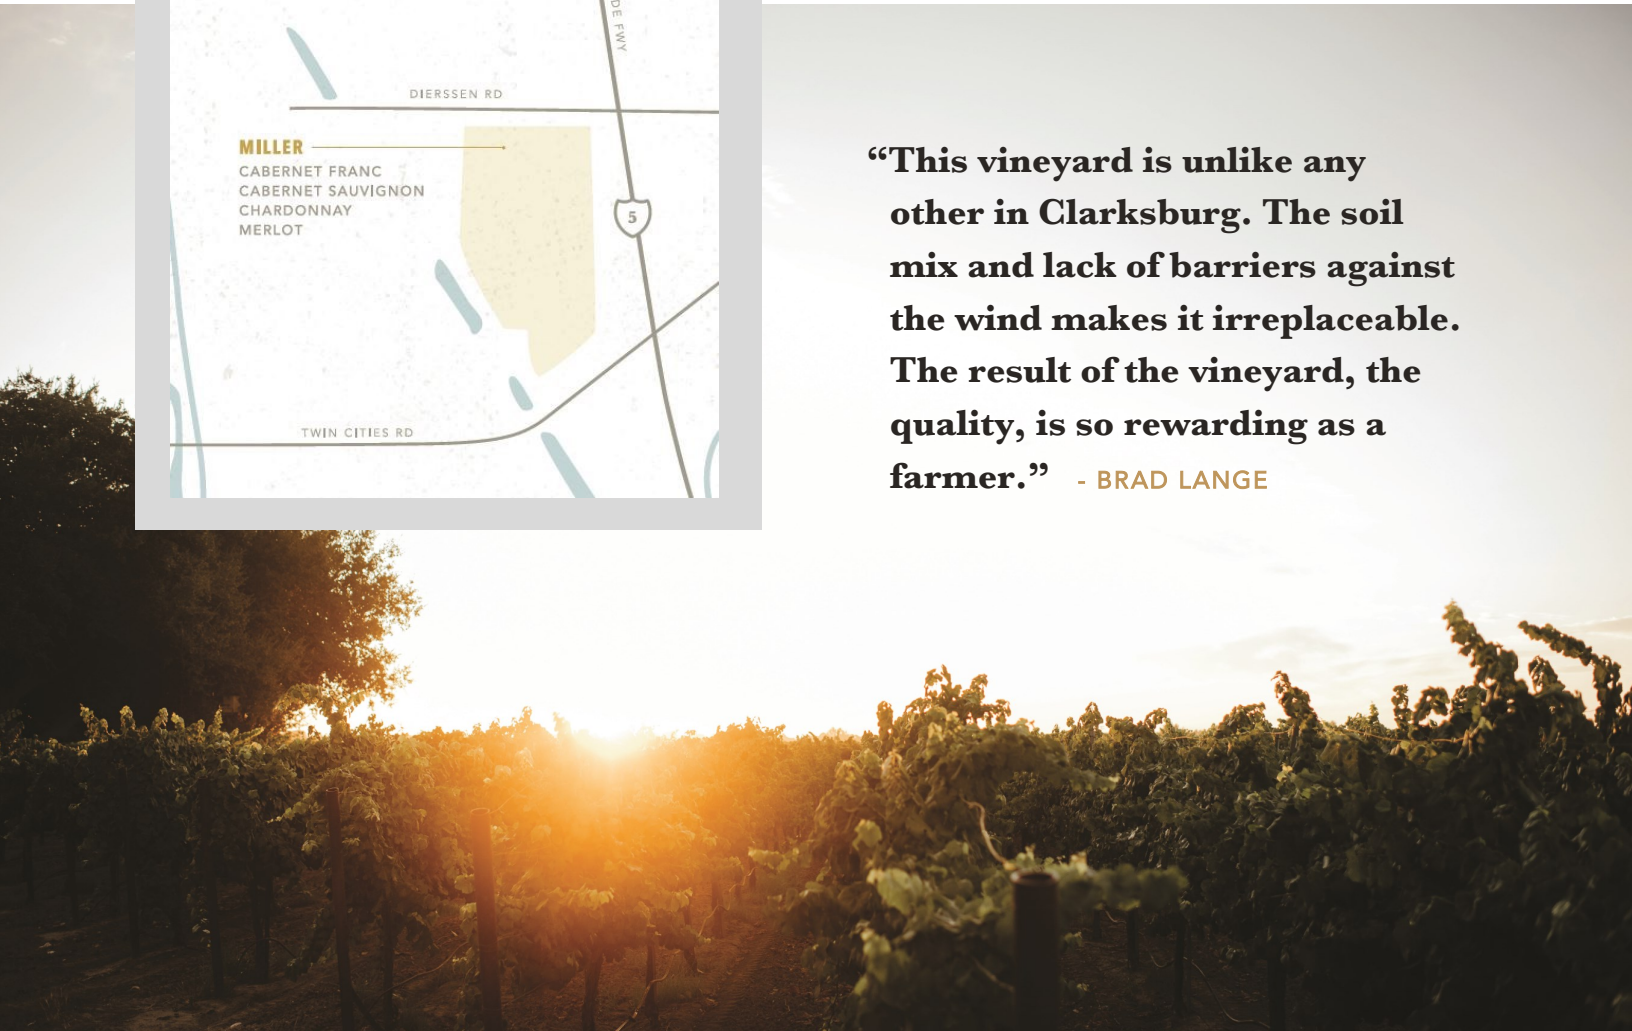 DE FWY
DIERSSEN RD
MILLER
CABERNET FRANC
CABERNET SAUVIGNON
CHARDONNAY
MERLOT
5
TWIN CITIES RD
“This vineyard is unlike any
other in Clarksburg. The soil
mix and lack of barriers against
the wind makes it irreplaceable.
The result of the vineyard, the
quality, is so rewarding as a
farmer.” - BRAD LANGE